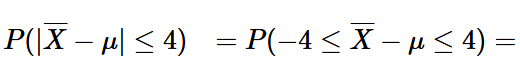 P(|X̅ − μ| ≤ 4) = P(−4 ≤ X̅ − μ ≤ 4) =